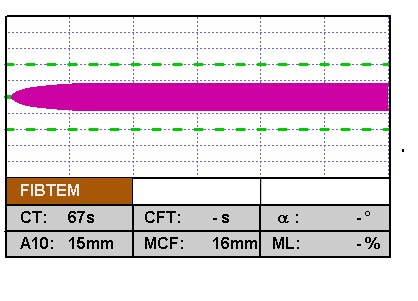 FIBTEM
CT: 67s CFT: - s α : - °
A10: 15mm MCF: 16mm ML: - %